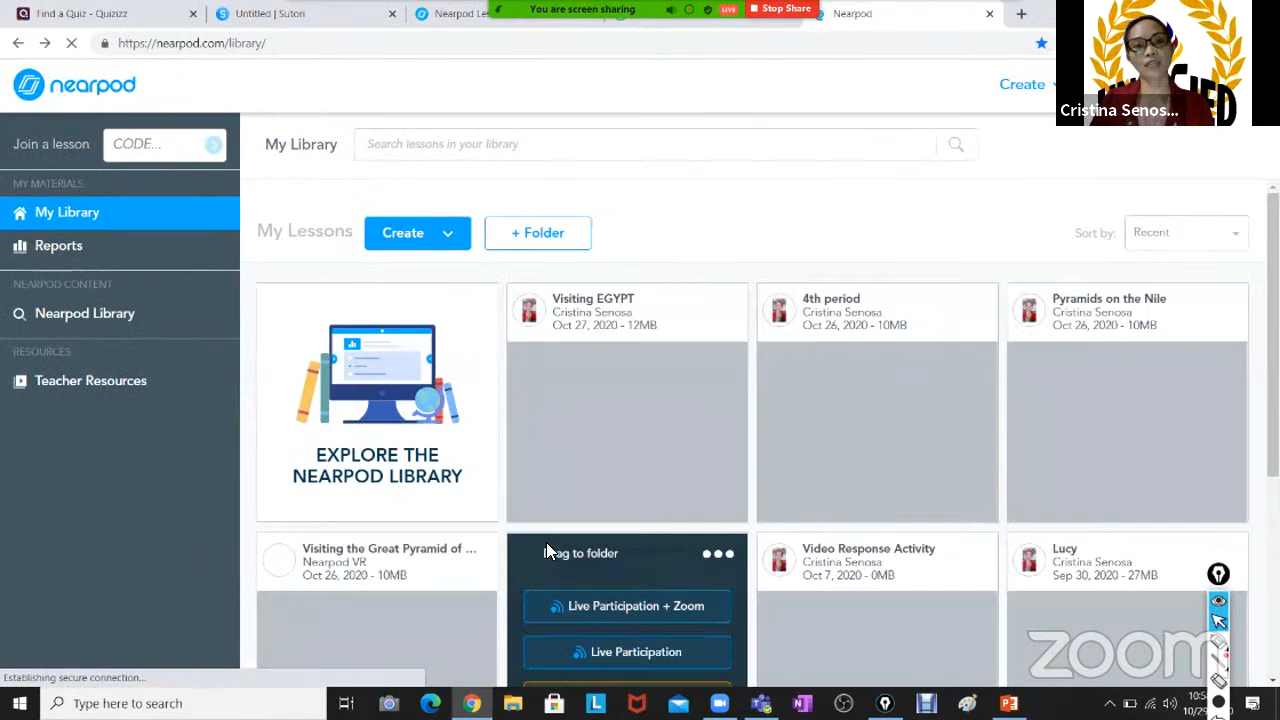 Find a Quiz - Quizizz
Untitled | Sutori
Nearpod Les
You are screen sharing
LIVE
Stop Share
Nearpod
https://nearpod.com/library/
nearpod
Create
Cristina Senos...
Join a lesson
CODE...
My Library
Search lessons in your library
MY MATERIALS
My Library
Reports
NEARPOD CONTENT
Nearpod Library
RESOURCES
Teacher Resources
My Lessons
Create
+ Folder
Sort by:
Recent
EXPLORE THE
NEARPOD LIBRARY
Visiting EGYPT
Cristina Senosa
Oct 27, 2020 - 12MB
4th period
Cristina Senosa
Oct 26, 2020 - 10MB
Pyramids on the Nile
Cristina Senosa
Oct 26, 2020 - 10MB
Visiting the Great Pyramid of ...
Nearpod VR
Oct 26, 2020 - 10MB
to folder
Live Participation + Zoom
Live Participation
Video Response Activity
Cristina Senosa
Oct 7, 2020 - 0MB
Lucy
Cristina Senosa
Sep 30, 2020 - 27MB
zoom
Establishing secure connection...
Type here to search